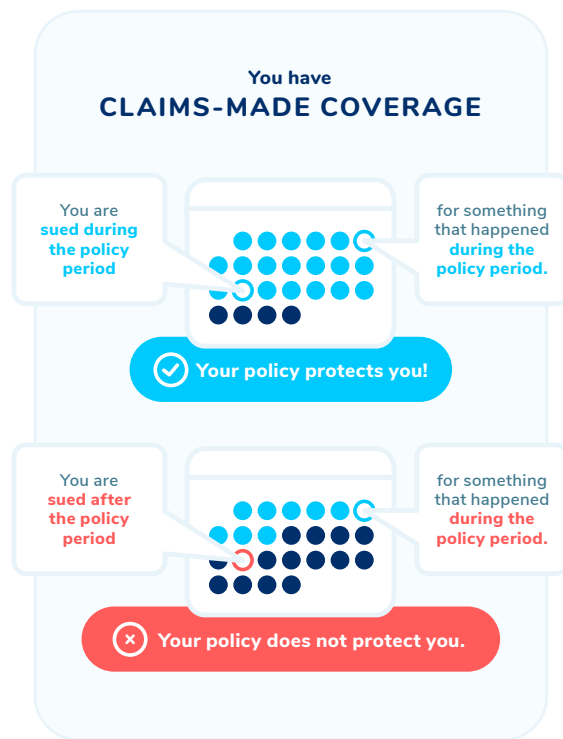 You have
CLAIMS-MADE COVERAGE
You are
sued during
the policy
period
for something
that happened
during the
policy period.
Your policy protects you!
You are
sued after
the policy
period
for something
that happened
during the
policy period.
Your policy does not protect you.